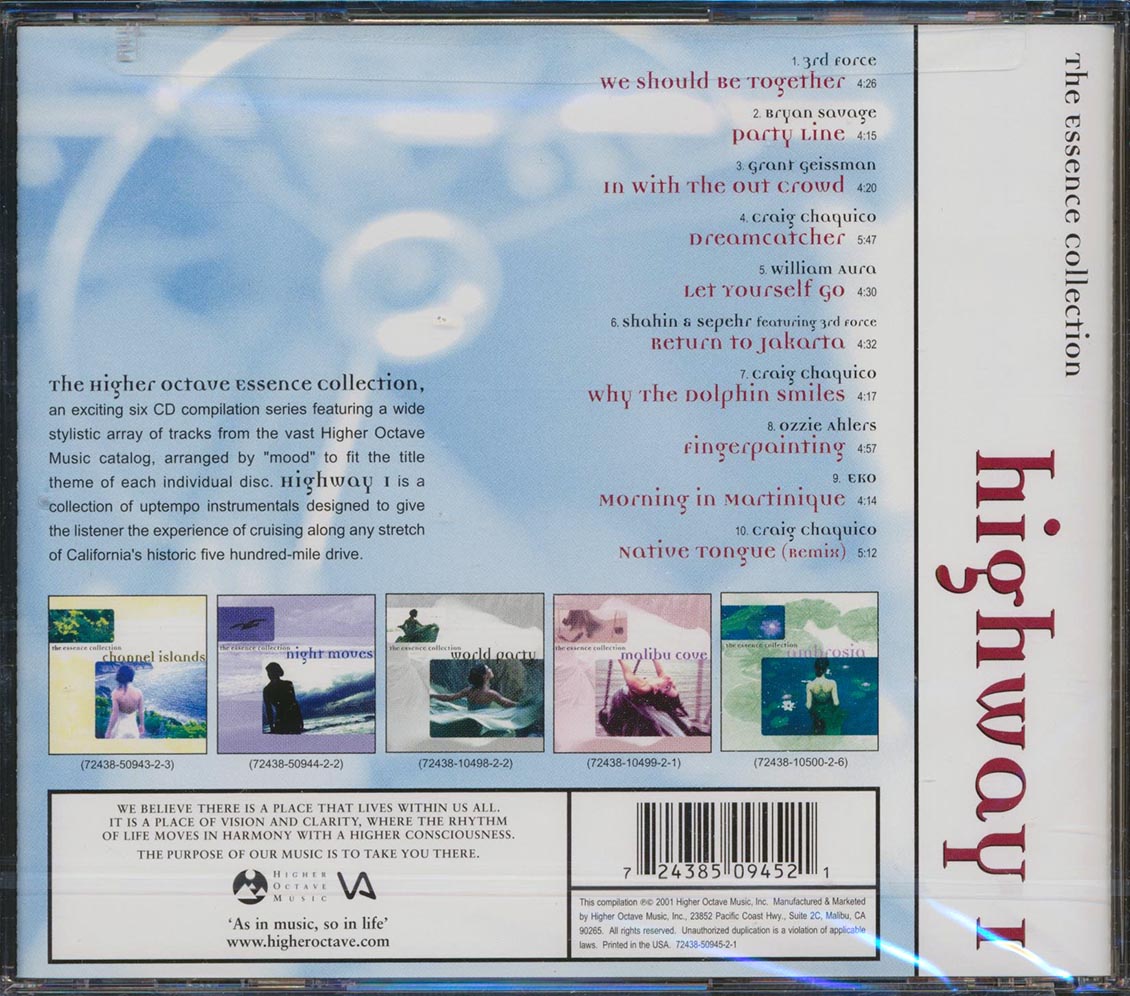 1. 3rd Force
We Should Be Together 4:26
2. Bryan Savage
Party Line 4:15
3. Grant Geissman
In With The Out Crowd 4:20
4. Craig Chaquico
Dreamcatcher 5:47
5. William Aura
Let Yourself Go 4:30
6. Shahin & Sepehr featuring 3rd Force
Return to Jakarta 4:32
7. Craig Chaquico
Why The Dolphin Smiles 4:17
8. Ozzie Ahlers
Fingerpainting 4:57
9. EKO
Morning in Martinique 4:14
10. Craig Chaquico
Native Tongue (Remix) 5:12
The Higher Octave Essence Collection,
an exciting six CD compilation series featuring a wide
stylistic array of tracks from the vast Higher Octave
Music catalog, arranged by "mood" to fit the title
theme of each individual disc. Highway 1 is a
collection of uptempo instrumentals designed to give
the listener the experience of cruising along any stretch
of California's historic five hundred-mile drive.
the essence collection
channel islands
the essence collection
night moves
the essence collection
world party
the essence collection
malibu cove
the essence collection
ambrosia
(72438-50943-2-3)
(72438-50944-2-2)
(72438-10498-2-2)
(72438-10499-2-1)
(72438-10500-2-6)
WE BELIEVE THERE IS A PLACE THAT LIVES WITHIN US ALL.
IT IS A PLACE OF VISION AND CLARITY, WHERE THE RHYTHM
OF LIFE MOVES IN HARMONY WITH A HIGHER CONSCIOUSNESS.
THE PURPOSE OF OUR MUSIC IS TO TAKE YOU THERE.
HIGHER
OCTAVE
MUSIC
'As in music, so in life'
www.higheroctave.com
7 24385 09452 1
This compilation ℗© 2001 Higher Octave Music, Inc. Manufactured & Marketed
by Higher Octave Music, Inc., 23852 Pacific Coast Hwy., Suite 2C, Malibu, CA
90265. All rights reserved. Unauthorized duplication is a violation of applicable
laws. Printed in the USA. 72438-50945-2-1
The Essence Collection
highway 1